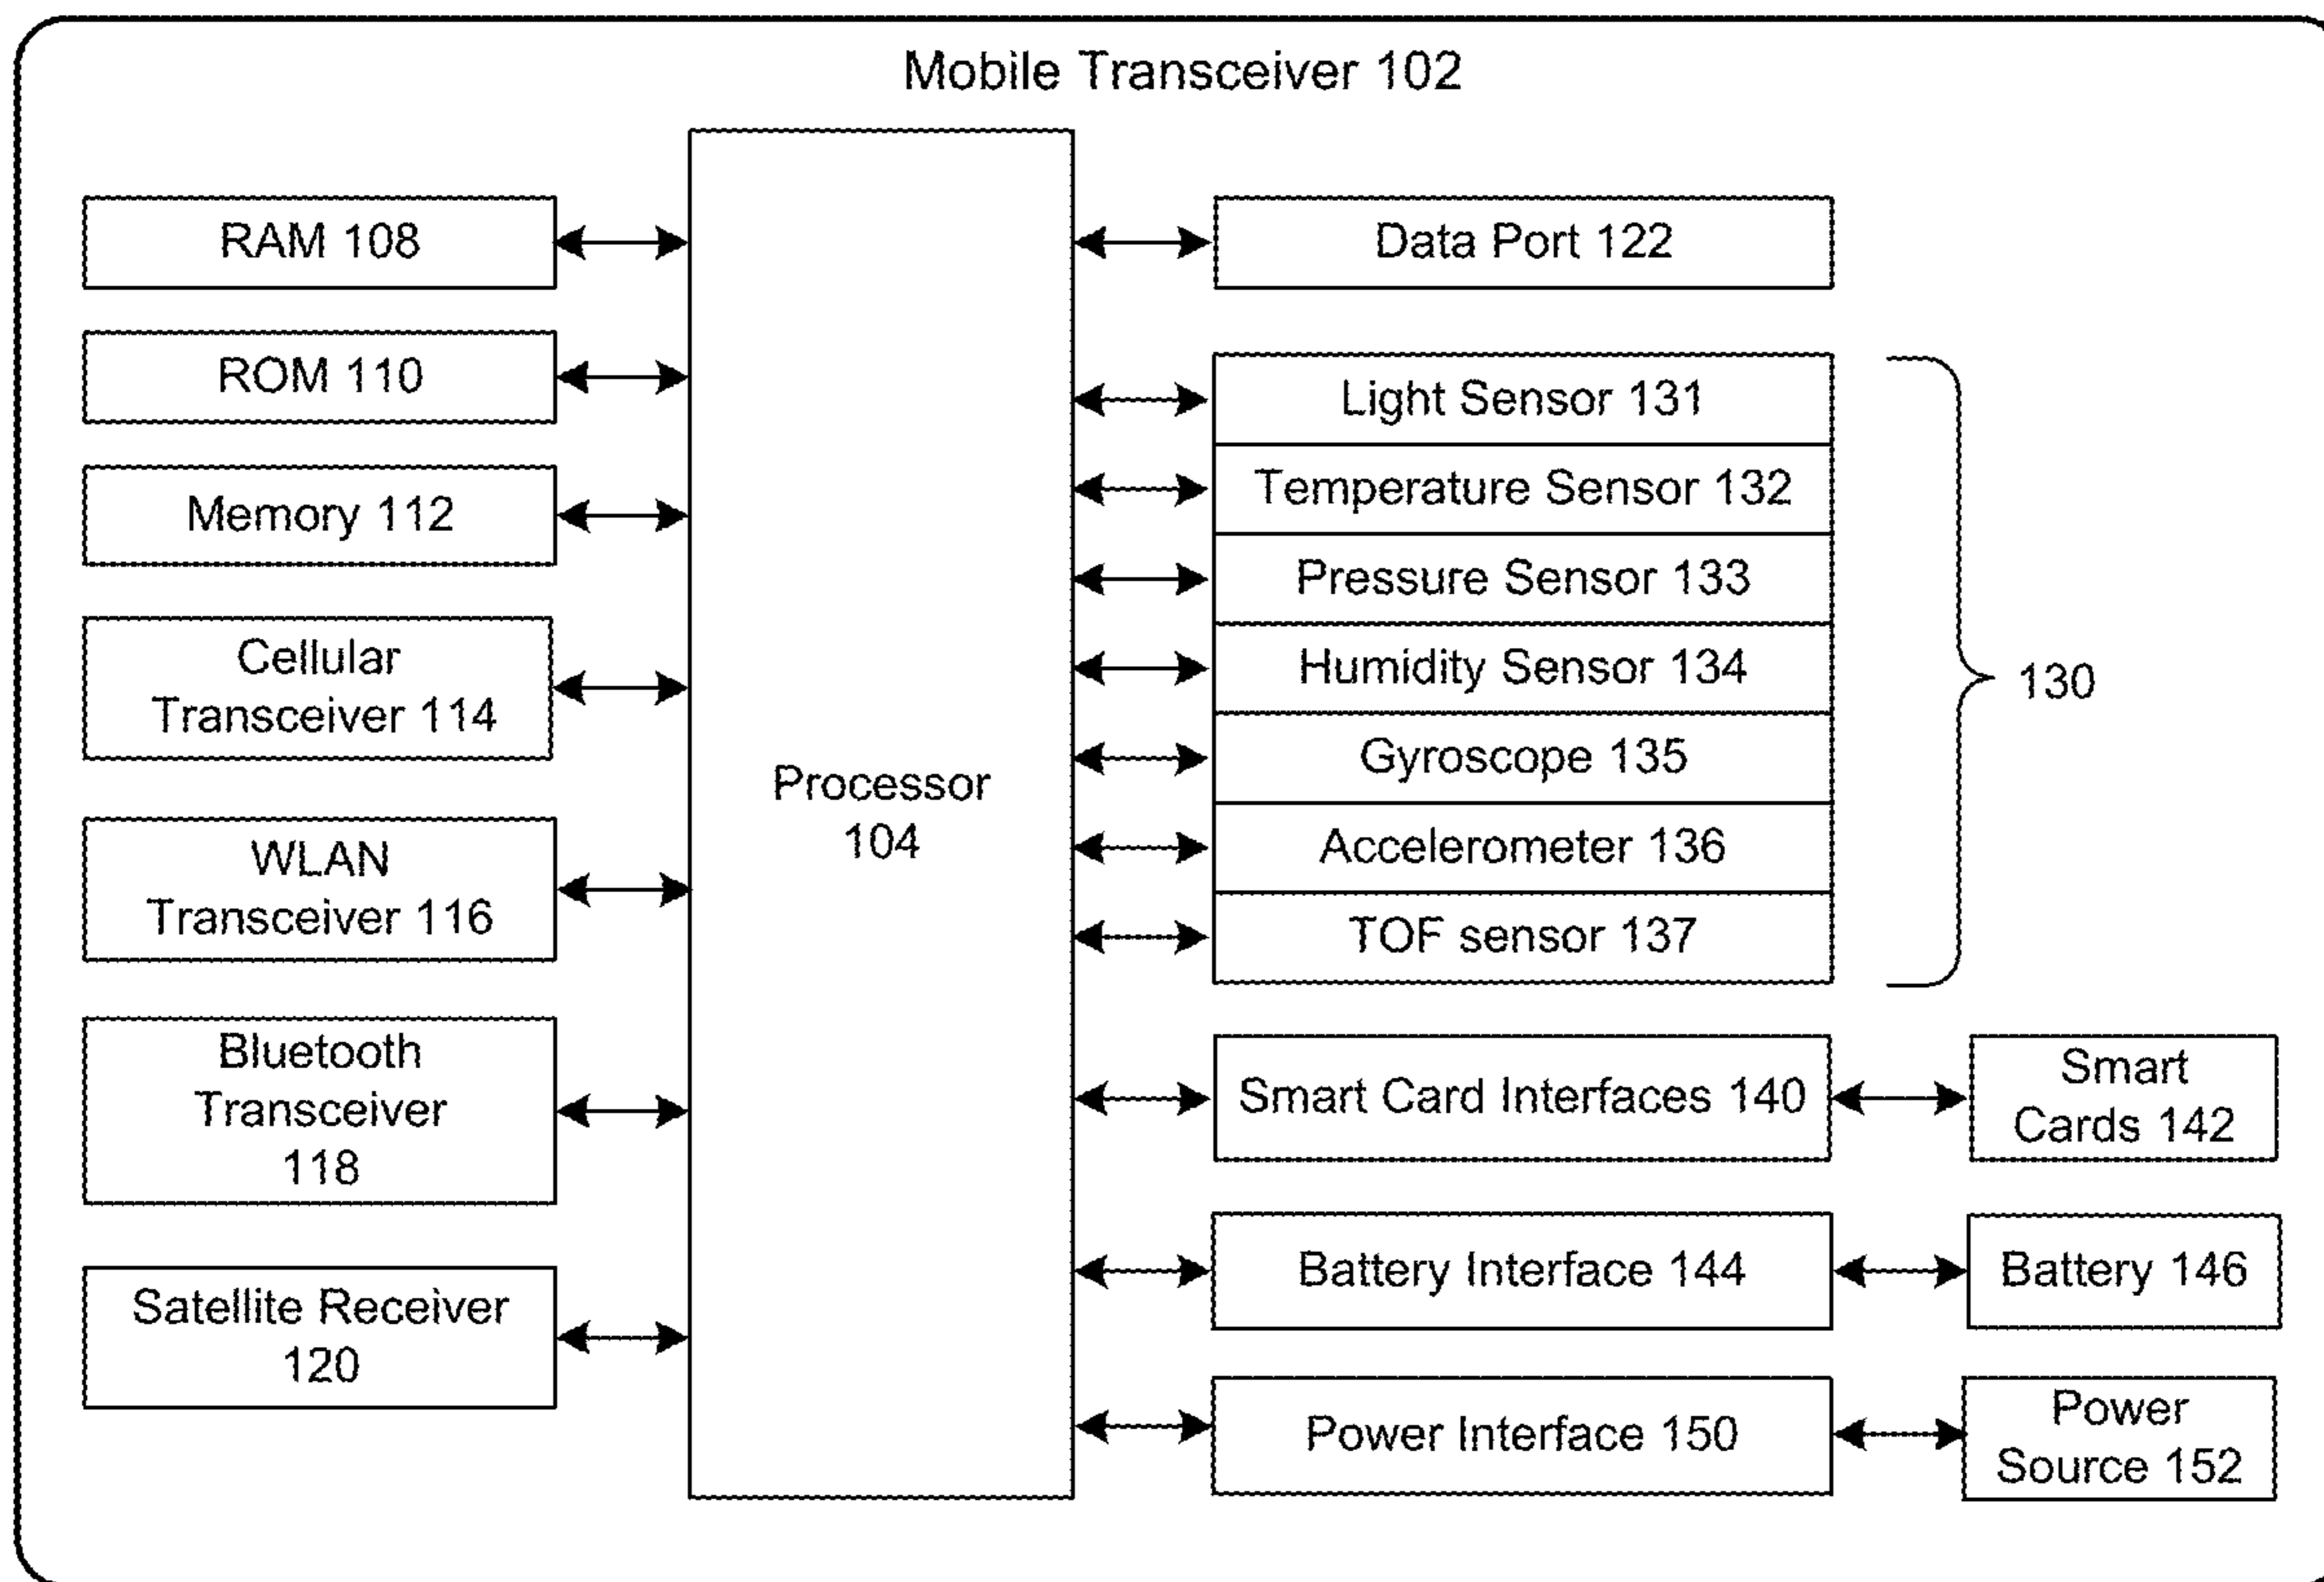 Mobile Transceiver 102
RAM 108
ROM 110
Memory 112
Cellular
Transceiver 114
WLAN
Transceiver 116
Bluetooth
Transceiver
118
Satellite Receiver
120
Processor
104
Data Port 122
Light Sensor 131
Temperature Sensor 132
Pressure Sensor 133
Humidity Sensor 134
Gyroscope 135
Accelerometer 136
TOF sensor 137
130
Smart Card Interfaces 140
Smart
Cards 142
Battery Interface 144
Battery 146
Power Interface 150
Power
Source 152